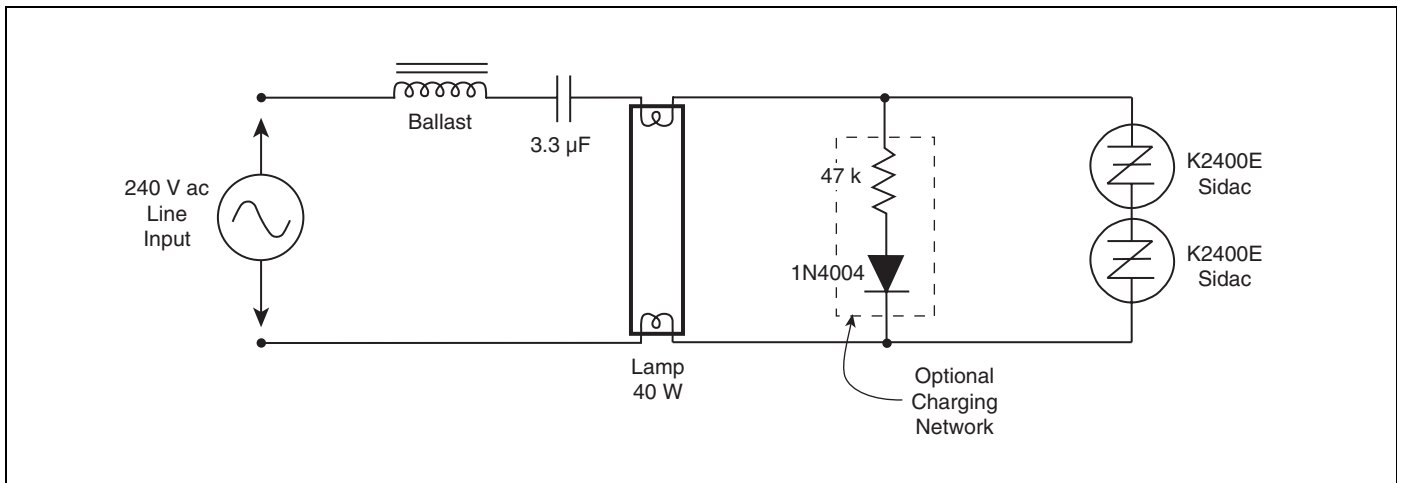 Ballast
3.3 µF
240 V ac
Line
Input
47 k
1N4004
K2400E
Sidac
K2400E
Sidac
Lamp
40 W
Optional
Charging
Network